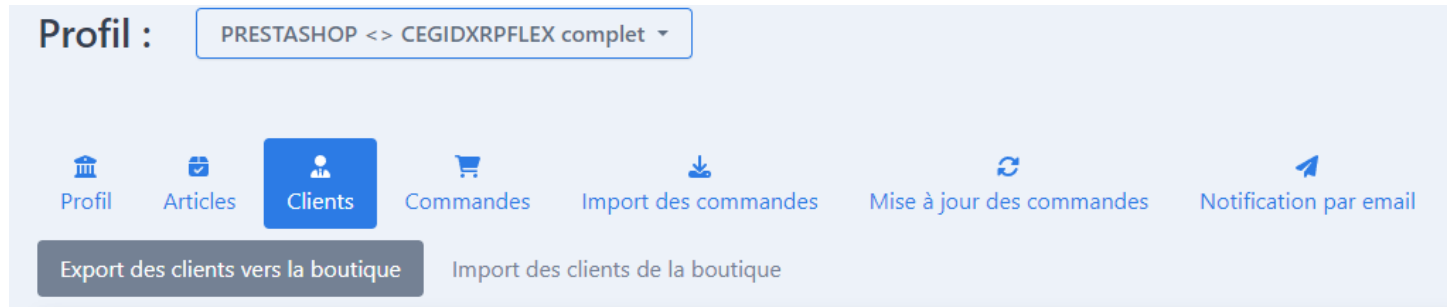 Profil : PRESTASHOP <> CEGIDXRPFLEX complet
Profil Articles Clients Commandes Import des commandes Mise à jour des commandes Notification par email
Export des clients vers la boutique Import des clients de la boutique